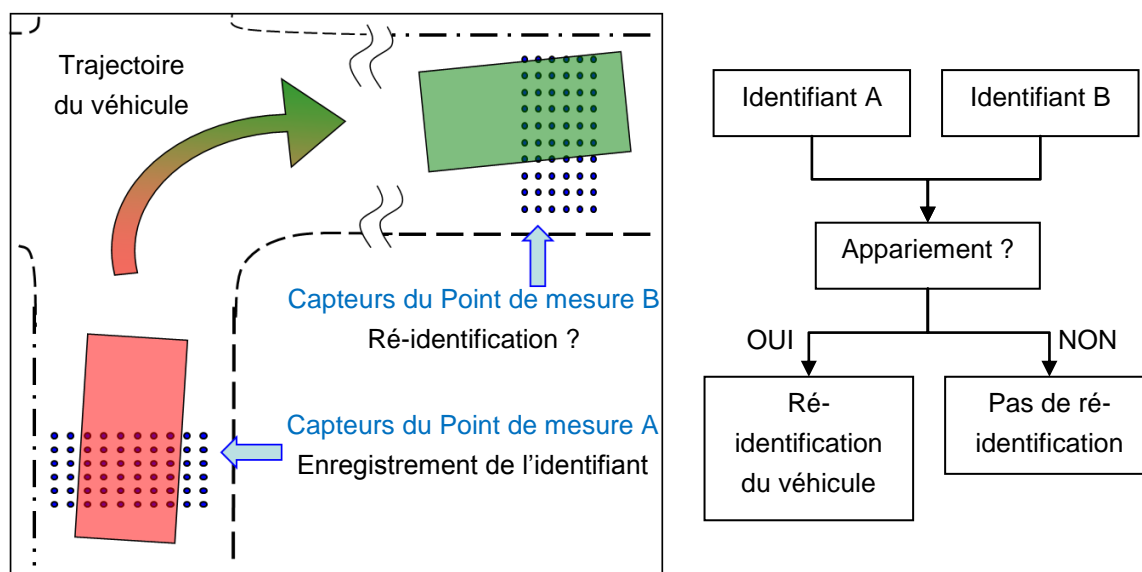 Trajectoire
du véhicule
Capteurs du Point de mesure B
Ré-identification ?
Capteurs du Point de mesure A
Enregistrement de l’identifiant
Identifiant A
Identifiant B
Appariement ?
OUI
NON
Ré-
identification
du véhicule
Pas de ré-
identification